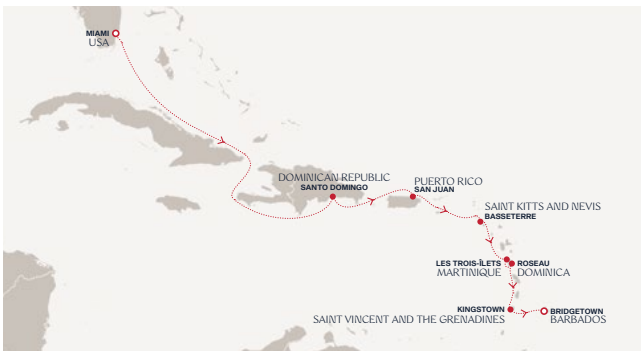 MIAMI
USA
DOMINICAN REPUBLIC
SANTO DOMINGO
PUERTO RICO
SAN JUAN
SAINT KITTS AND NEVIS
BASSETERRE
LES TROIS-ÎLETS
MARTINIQUE
ROSEAU
DOMINICA
KINGSTOWN
SAINT VINCENT AND THE GRENADINES
BRIDGETOWN
BARBADOS